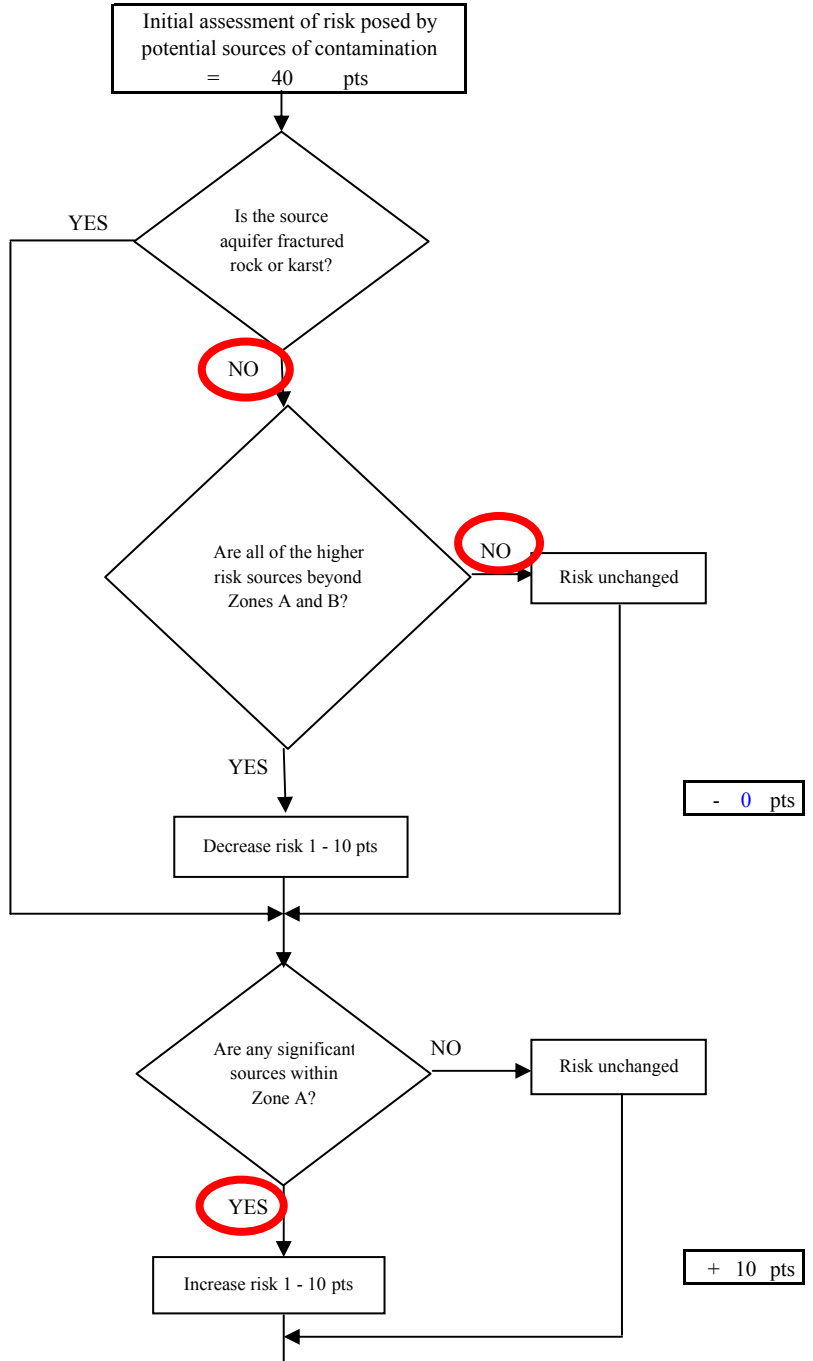 Initial assessment of risk posed by
potential sources of contamination
= 40 pts
YES
Is the source
aquifer fractured
rock or karst?
NO
Are all of the higher
risk sources beyond
Zones A and B?
NO
Risk unchanged
YES
- 0 pts
Decrease risk 1 - 10 pts
Are any significant
sources within
Zone A?
NO
Risk unchanged
YES
+ 10 pts
Increase risk 1 - 10 pts